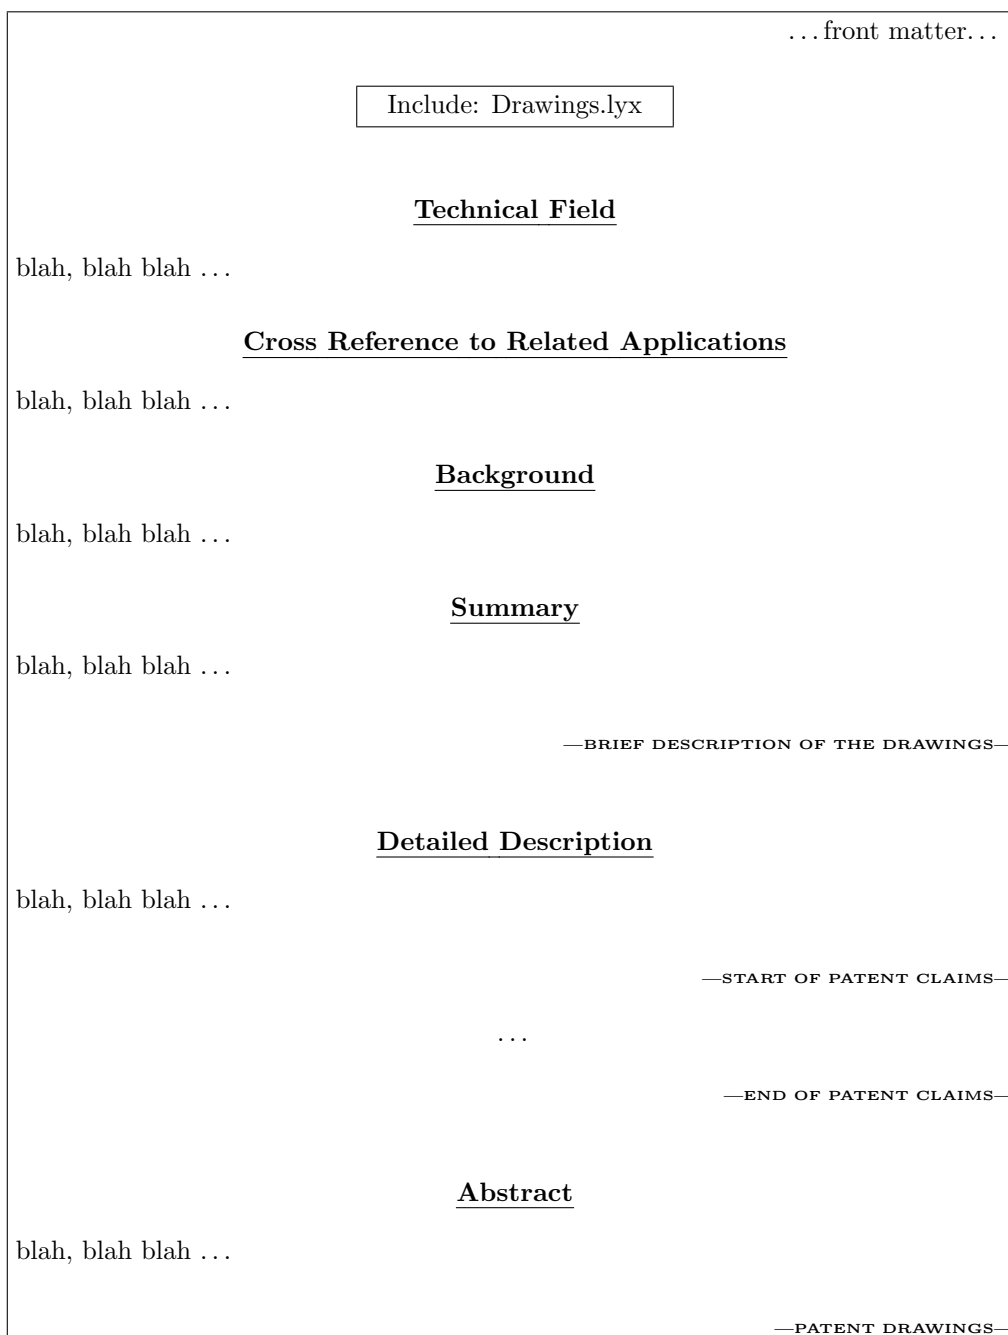 ...front matter...
Include: Drawings.lyx
Technical Field
blah, blah blah ...
Cross Reference to Related Applications
blah, blah blah ...
Background
blah, blah blah ...
Summary
blah, blah blah ...
—BRIEF DESCRIPTION OF THE DRAWINGS—
Detailed Description
blah, blah blah ...
—START OF PATENT CLAIMS—
...
—END OF PATENT CLAIMS—
Abstract
blah, blah blah ...
—PATENT DRAWINGS—